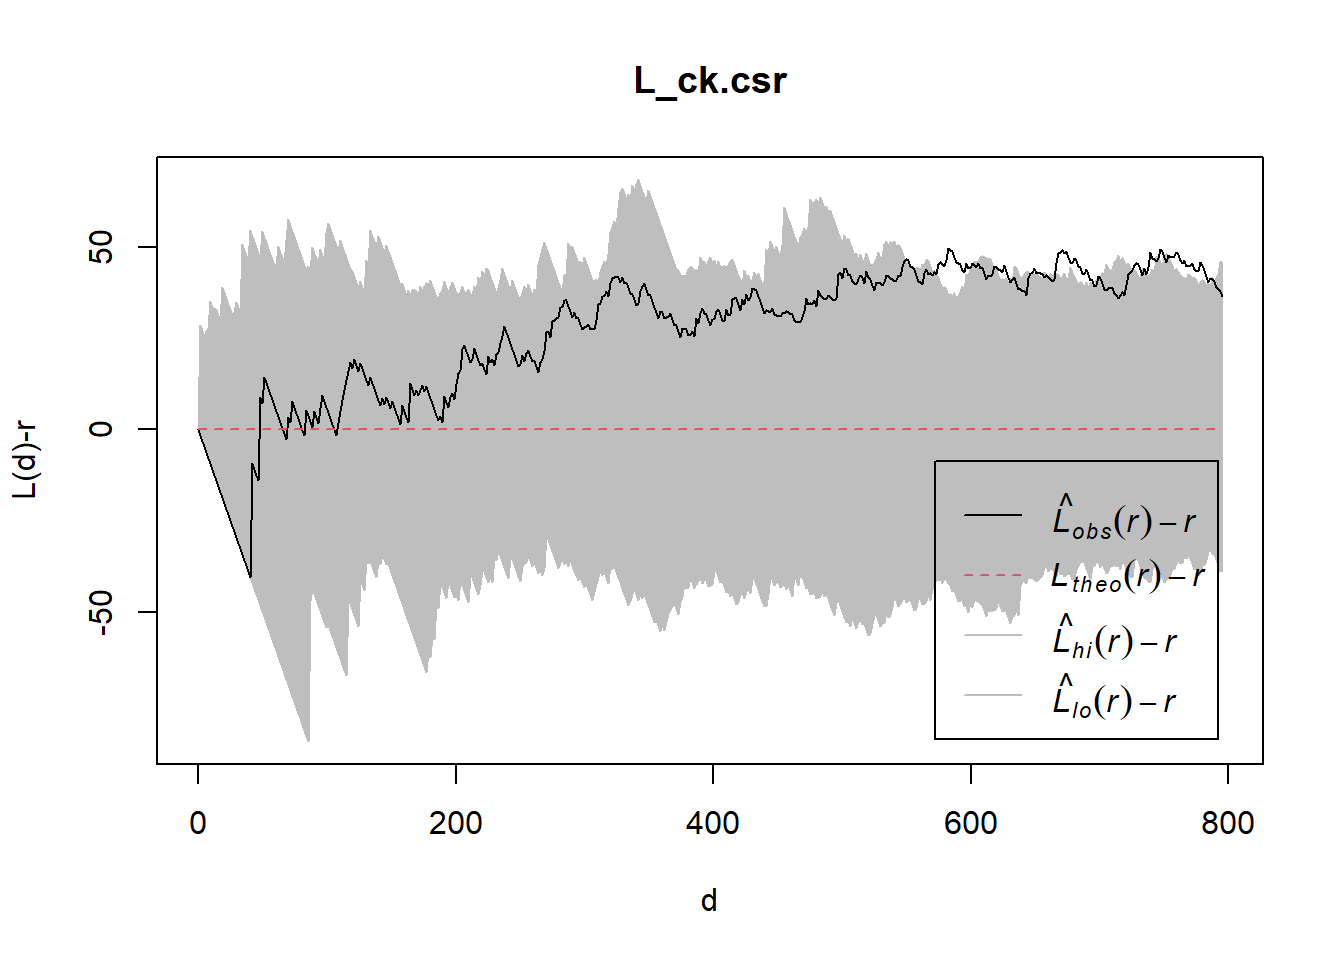 L_ck.csr
L(d)-r
50
0
-50
0 200 400 600 800
d
L̂obs(r) − r
Ltheo(r) − r
L̂hi(r) − r
L̂lo(r) − r